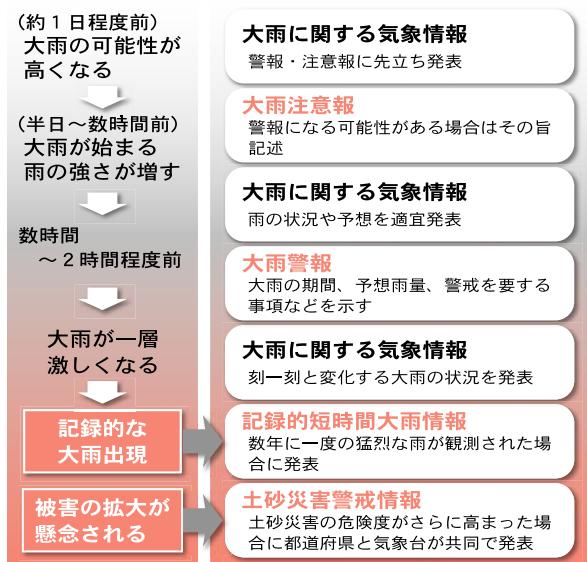 （約１日程度前）
大雨の可能性が
高くなる
（半日～数時間前）
大雨が始まる
雨の強さが増す
数時間
～２時間程度前
大雨が一層
激しくなる
記録的な
大雨出現
被害の拡大が
懸念される
大雨に関する気象情報
警報・注意報に先立ち発表
大雨注意報
警報になる可能性がある場合はその旨
記述
大雨に関する気象情報
雨の状況や予想を適宜発表
大雨警報
大雨の期間、予想雨量、警戒を要する
事項などを示す
大雨に関する気象情報
刻一刻と変化する大雨の状況を発表
記録的短時間大雨情報
数年に一度の猛烈な雨が観測された場
合に発表
土砂災害警戒情報
土砂災害の危険度がさらに高まった場
合に都道府県と気象台が共同で発表